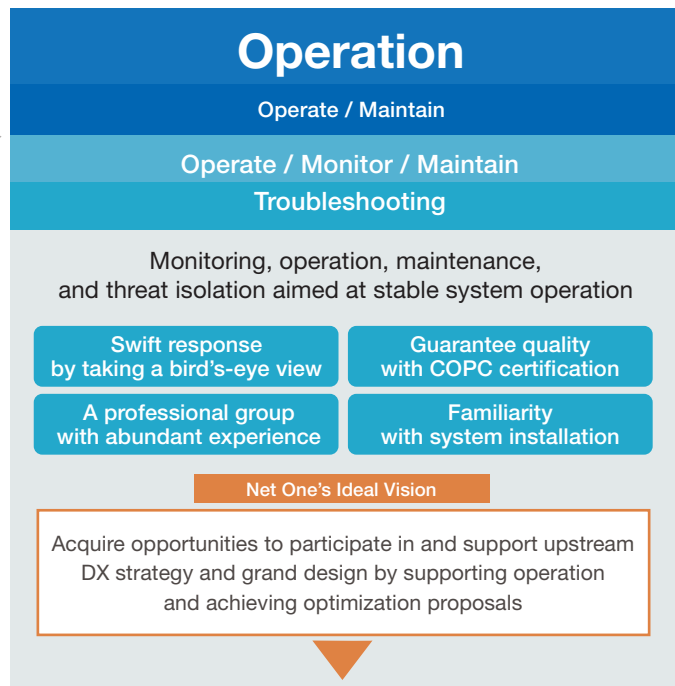 Operation
Operate / Maintain
Operate / Monitor / Maintain
Troubleshooting
Monitoring, operation, maintenance,
and threat isolation aimed at stable system operation
Swift response
by taking a bird’s-eye view
Guarantee quality
with COPC certification
A professional group
with abundant experience
Familiarity
with system installation
Net One’s Ideal Vision
Acquire opportunities to participate in and support upstream
DX strategy and grand design by supporting operation
and achieving optimization proposals